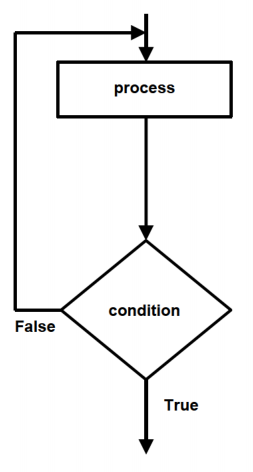 process
condition
False
True